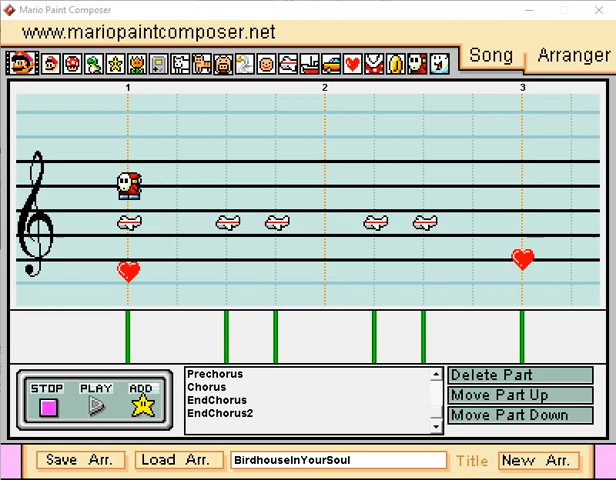 Mario Paint Composer
www.mariopaintcomposer.net
Song
Arranger
1
2
3
STOP
PLAY
ADD
Prechorus
Chorus
EndChorus
EndChorus2
Delete Part
Move Part Up
Move Part Down
Save Arr.
Load Arr.
BirdhouseInYourSoul
Title
New Arr.